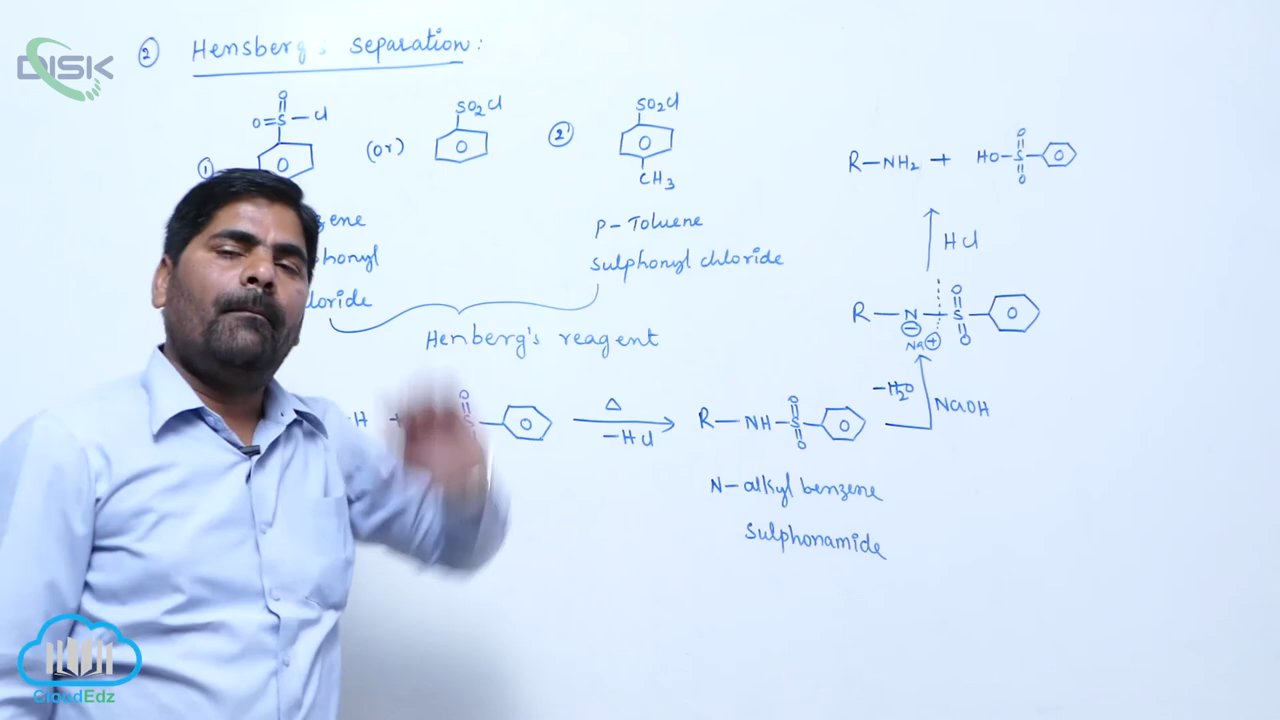 DISK
② Hensberg's separation:
O
O=S—Cl
①
(or)
SO₂Cl
②
SO₂Cl
CH₃
P- Toluene
sulphonyl chloride
Henberg's reagent
R—NH₂ + HO—S
O
O
HCl
R—N—S
O
O
⊖
Na⊕
-H₂O
NaOH
O
△
-HCl
R—NH—S
O
O
N- alkyl benzene
Sulphonamide
CloudEdz